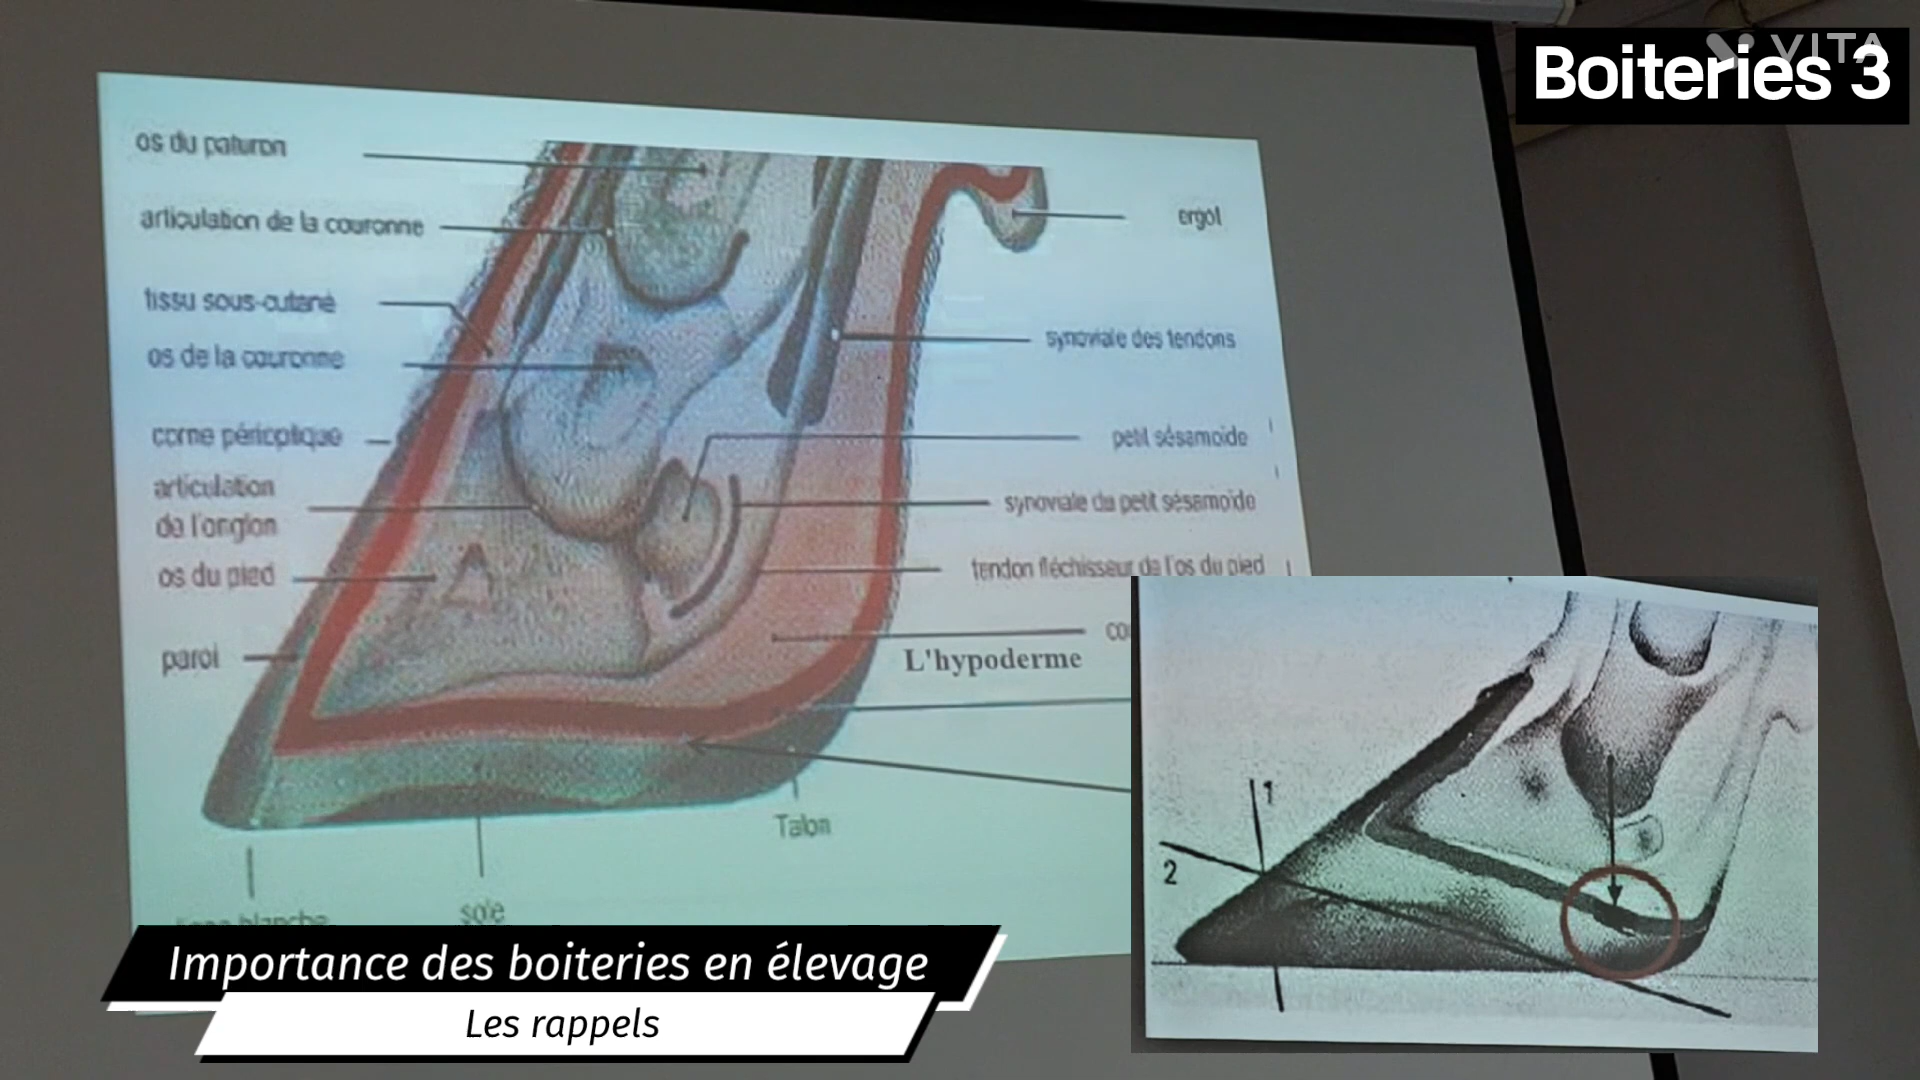 VITA
Boiteries 3
os du paturon
articulation de la couronne
ergot
tissu sous-cutané
os de la couronne
synoviale des tendons
corne périoplique
petit sésamoïde
articulation
de l'onglon
synoviale du petit sésamoïde
os du pied
tendon fléchisseur de l'os du pied
paroi
L'hypoderme
Talon
sole
blanche
1
2
Importance des boiteries en élevage
Les rappels